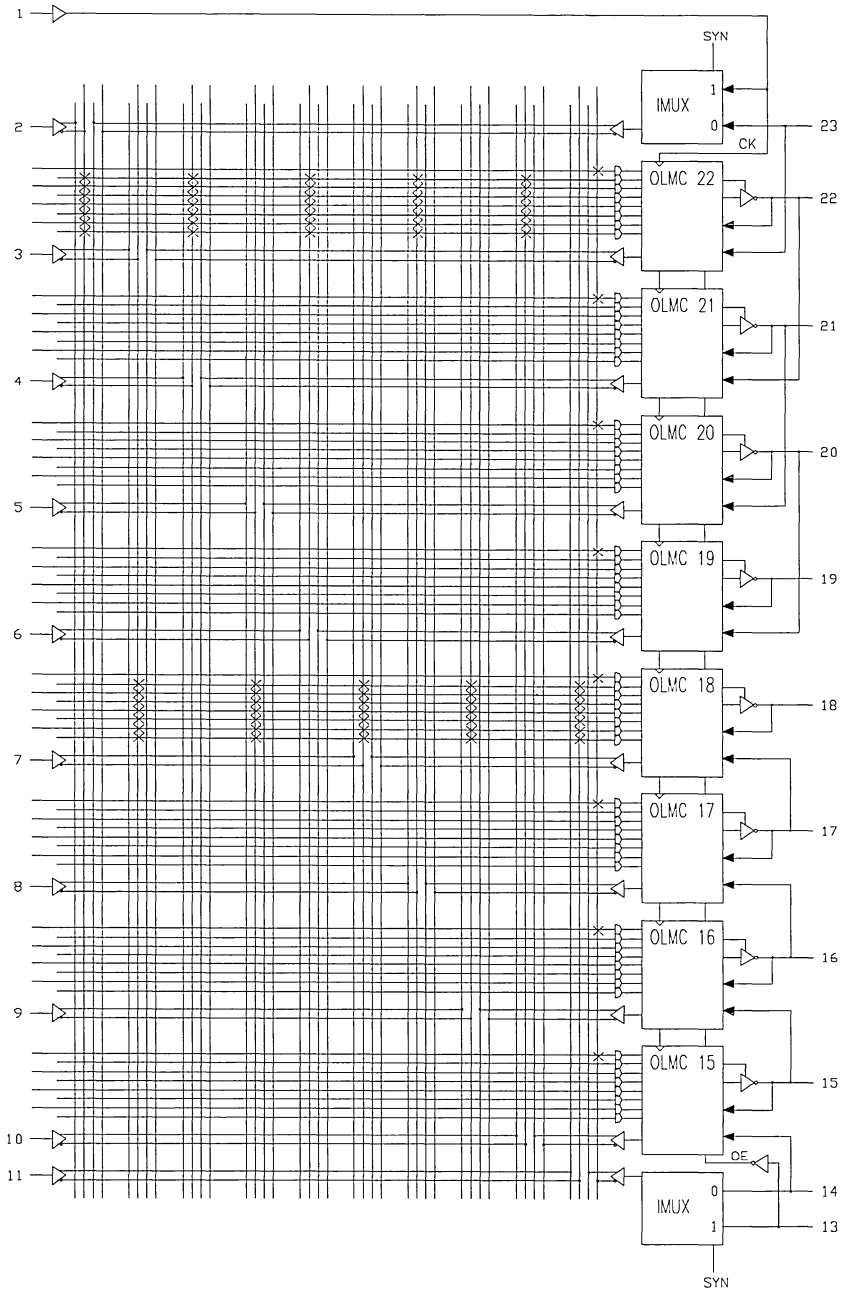 1
SYN
1
IMUX
2
0
23
CK
OLMC 22
22
3
OLMC 21
21
4
OLMC 20
20
5
OLMC 19
19
6
OLMC 18
18
7
OLMC 17
17
8
OLMC 16
16
9
OLMC 15
15
10
OE
11
0
14
IMUX
1
13
SYN